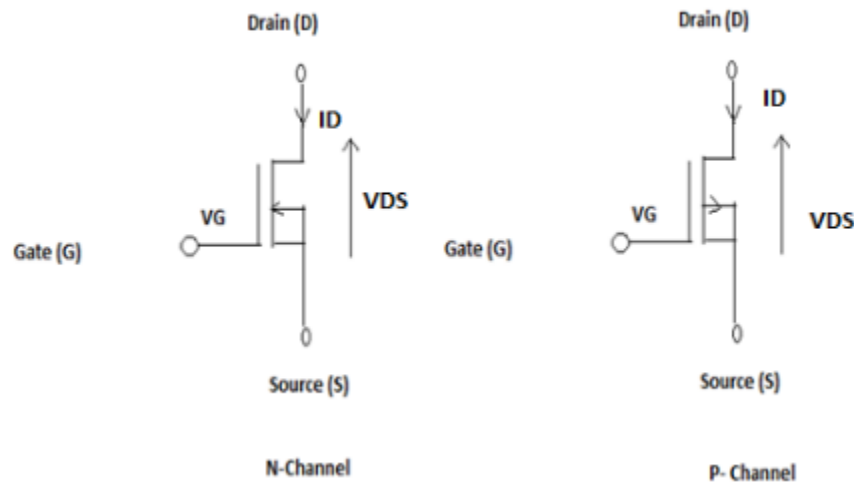 Drain (D)
ID
VDS
VG
Gate (G)
Source (S)
N-Channel
Drain (D)
ID
VDS
VG
Gate (G)
Source (S)
P- Channel